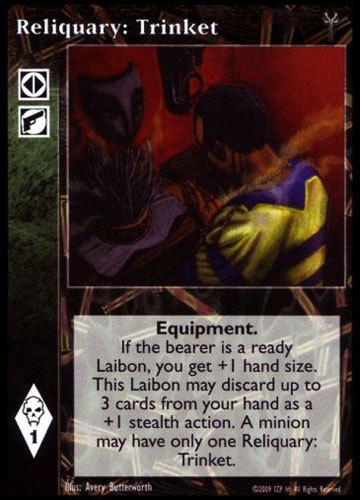 Reliquary: Trinket
Equipment.
If the bearer is a ready
Laibon, you get +1 hand size.
This Laibon may discard up to
3 cards from your hand as a
+1 stealth action. A minion
may have only one Reliquary:
Trinket.
1
Illus: Avery Butterworth
©2009 CCP hf. All Rights Reserved.